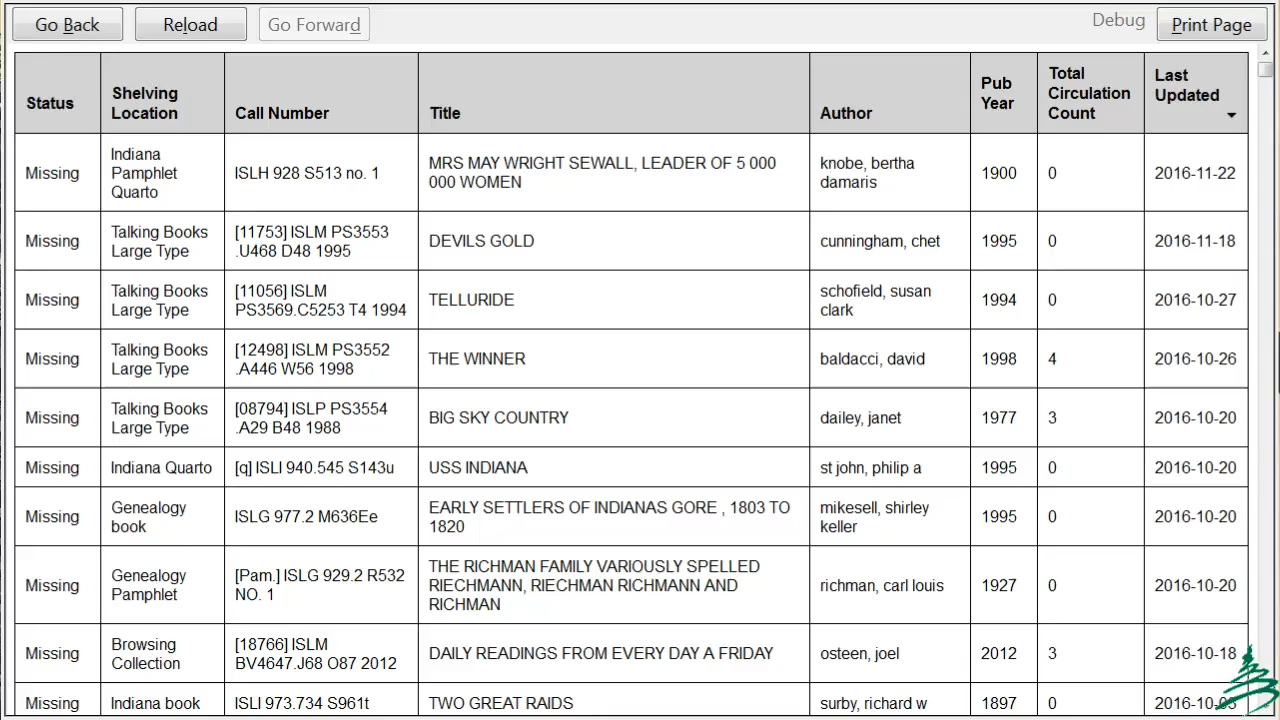 Go Back Reload Go Forward Debug Print Page
Status Shelving Location Call Number Title Author Pub Year Total Circulation Count Last Updated
Missing Indiana Pamphlet Quarto ISLH 928 S513 no. 1 MRS MAY WRIGHT SEWALL, LEADER OF 5 000 000 WOMEN knobe, bertha damaris 1900 0 2016-11-22
Missing Talking Books Large Type [11753] ISLM PS3553 .U468 D48 1995 DEVILS GOLD cunningham, chet 1995 0 2016-11-18
Missing Talking Books Large Type [11056] ISLM PS3569.C5253 T4 1994 TELLURIDE schofield, susan clark 1994 0 2016-10-27
Missing Talking Books Large Type [12498] ISLM PS3552 .A446 W56 1998 THE WINNER baldacci, david 1998 4 2016-10-26
Missing Talking Books Large Type [08794] ISLP PS3554 .A29 B48 1988 BIG SKY COUNTRY dailey, janet 1977 3 2016-10-20
Missing Indiana Quarto [q] ISLI 940.545 S143u USS INDIANA st john, philip a 1995 0 2016-10-20
Missing Genealogy book ISLG 977.2 M636Ee EARLY SETTLERS OF INDIANAS GORE , 1803 TO 1820 mikesell, shirley keller 1995 0 2016-10-20
Missing Genealogy Pamphlet [Pam.] ISLG 929.2 R532 NO. 1 THE RICHMAN FAMILY VARIOUSLY SPELLED RIECHMANN, RIECHMAN RICHMANN AND RICHMAN richman, carl louis 1927 0 2016-10-20
Missing Browsing Collection [18766] ISLM BV4647.J68 O87 2012 DAILY READINGS FROM EVERY DAY A FRIDAY osteen, joel 2012 3 2016-10-18
Missing Indiana book ISLI 973.734 S961t TWO GREAT RAIDS surby, richard w 1897 0